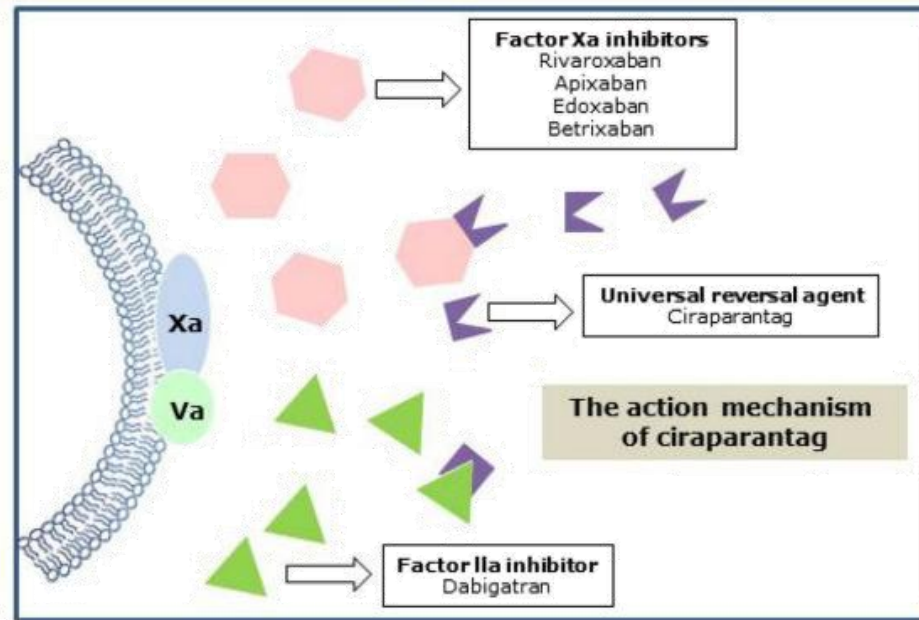 Factor Xa inhibitors
Rivaroxaban
Apixaban
Edoxaban
Betrixaban
Universal reversal agent
Ciraparantag
Xa
Va
The action mechanism
of ciraparantag
Factor lla inhibitor
Dabigatran